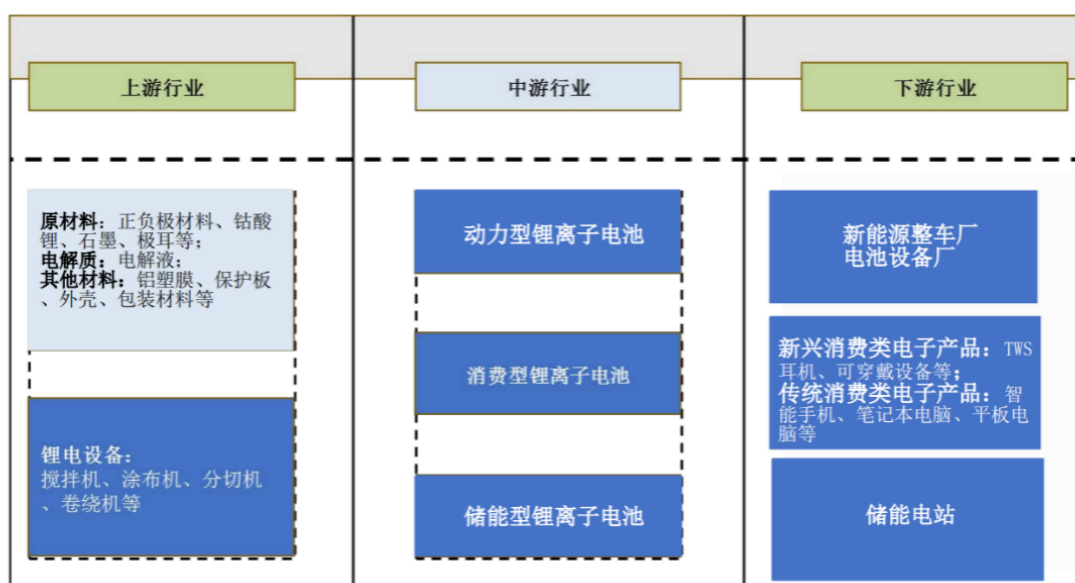 上游行业
中游行业
下游行业
原材料：正负极材料、钴酸
锂、石墨、极耳等；
电解质：电解液；
其他材料：铝塑膜、保护板
、外壳、包装材料等
锂电设备：
搅拌机、涂布机、分切机
、卷绕机等
动力型锂离子电池
消费型锂离子电池
储能型锂离子电池
新能源整车厂
电池设备厂
新兴消费类电子产品：TWS
耳机、可穿戴设备等；
传统消费类电子产品：智
能手机、笔记本电脑、平板电
脑等
储能电站